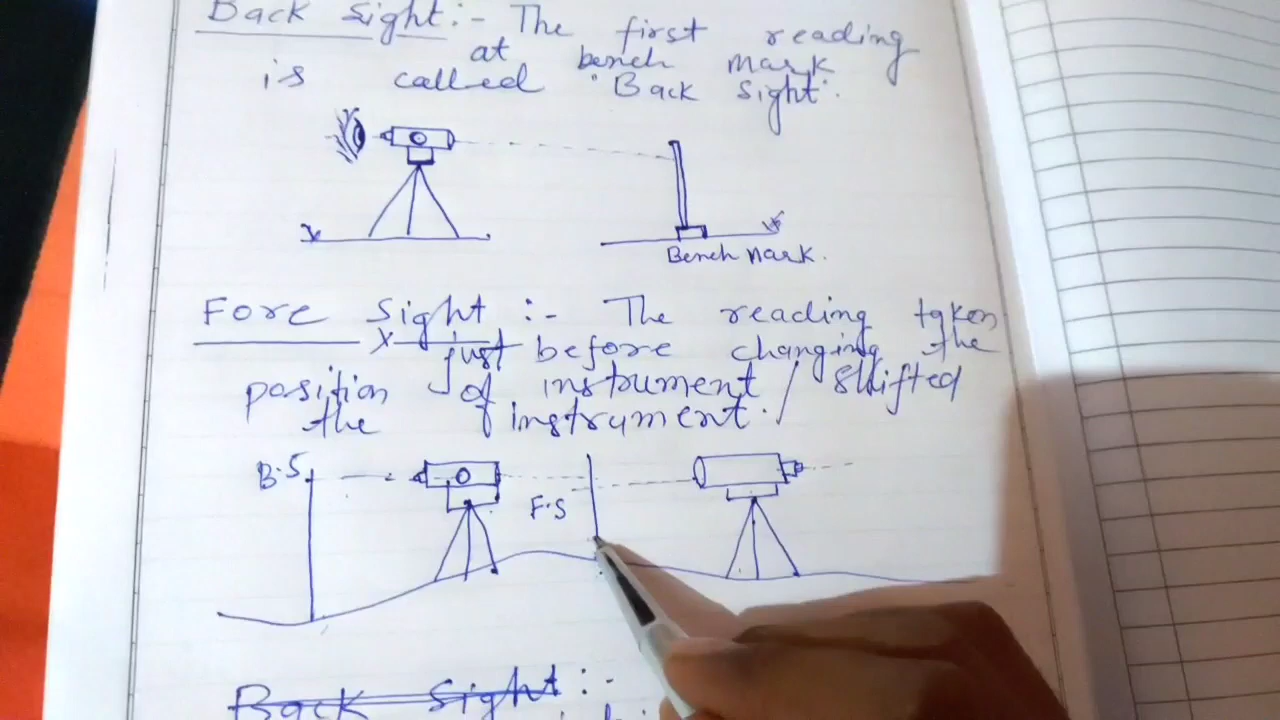 Back Sight :- The first reading
at bench mark
is called "Back Sight".
Bench Mark.
Fore Sight :- The reading taken
just before changing the
position of instrument / Shifted
the instrument.
B.S
F.S
Back Sight :-